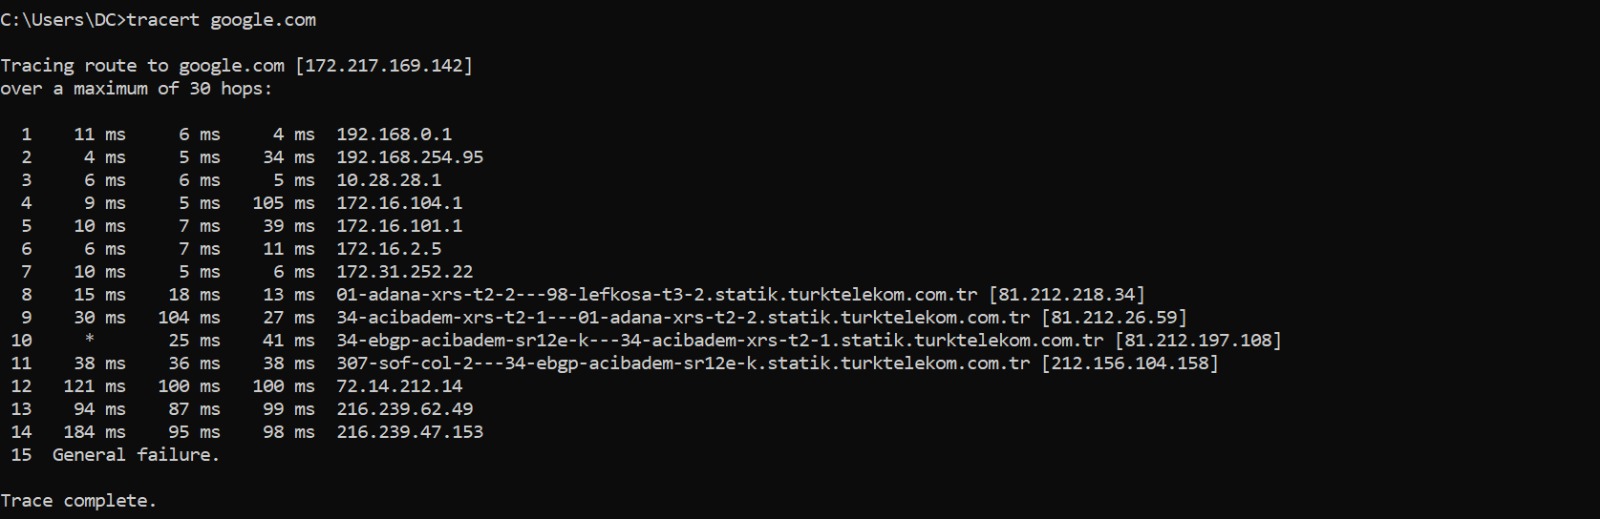 C:\Users\DC>tracert google.com
Tracing route to google.com [172.217.169.142]
over a maximum of 30 hops:
1 11 ms 6 ms 4 ms 192.168.0.1
2 4 ms 5 ms 34 ms 192.168.254.95
3 6 ms 6 ms 5 ms 10.28.28.1
4 9 ms 5 ms 105 ms 172.16.104.1
5 10 ms 7 ms 39 ms 172.16.101.1
6 6 ms 7 ms 11 ms 172.16.2.5
7 10 ms 5 ms 6 ms 172.31.252.22
8 15 ms 18 ms 13 ms 01-adana-xrs-t2-2---98-lefkosa-t3-2.statik.turktelekom.com.tr [81.212.218.34]
9 30 ms 104 ms 27 ms 34-acibadem-xrs-t2-1---01-adana-xrs-t2-2.statik.turktelekom.com.tr [81.212.26.59]
10 * 25 ms 41 ms 34-ebgp-acibadem-sr12e-k---34-acibadem-xrs-t2-1.statik.turktelekom.com.tr [81.212.197.108]
11 38 ms 36 ms 38 ms 307-sof-col-2---34-ebgp-acibadem-sr12e-k.statik.turktelekom.com.tr [212.156.104.158]
12 121 ms 100 ms 100 ms 72.14.212.14
13 94 ms 87 ms 99 ms 216.239.62.49
14 184 ms 95 ms 98 ms 216.239.47.153
15 General failure.
Trace complete.